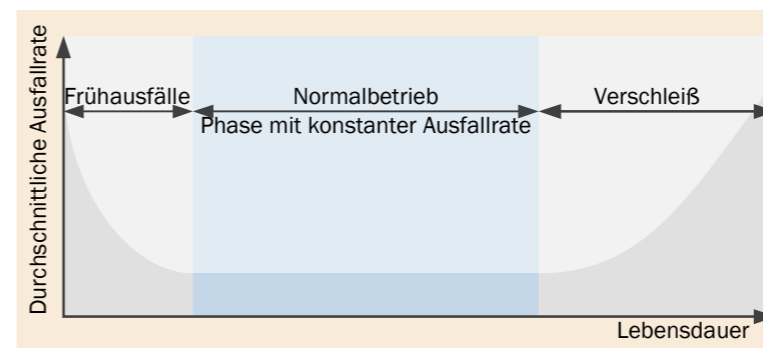 Durchschnittliche Ausfallrate
Frühausfälle
Normalbetrieb
Verschleiß
Phase mit konstanter Ausfallrate
Lebensdauer